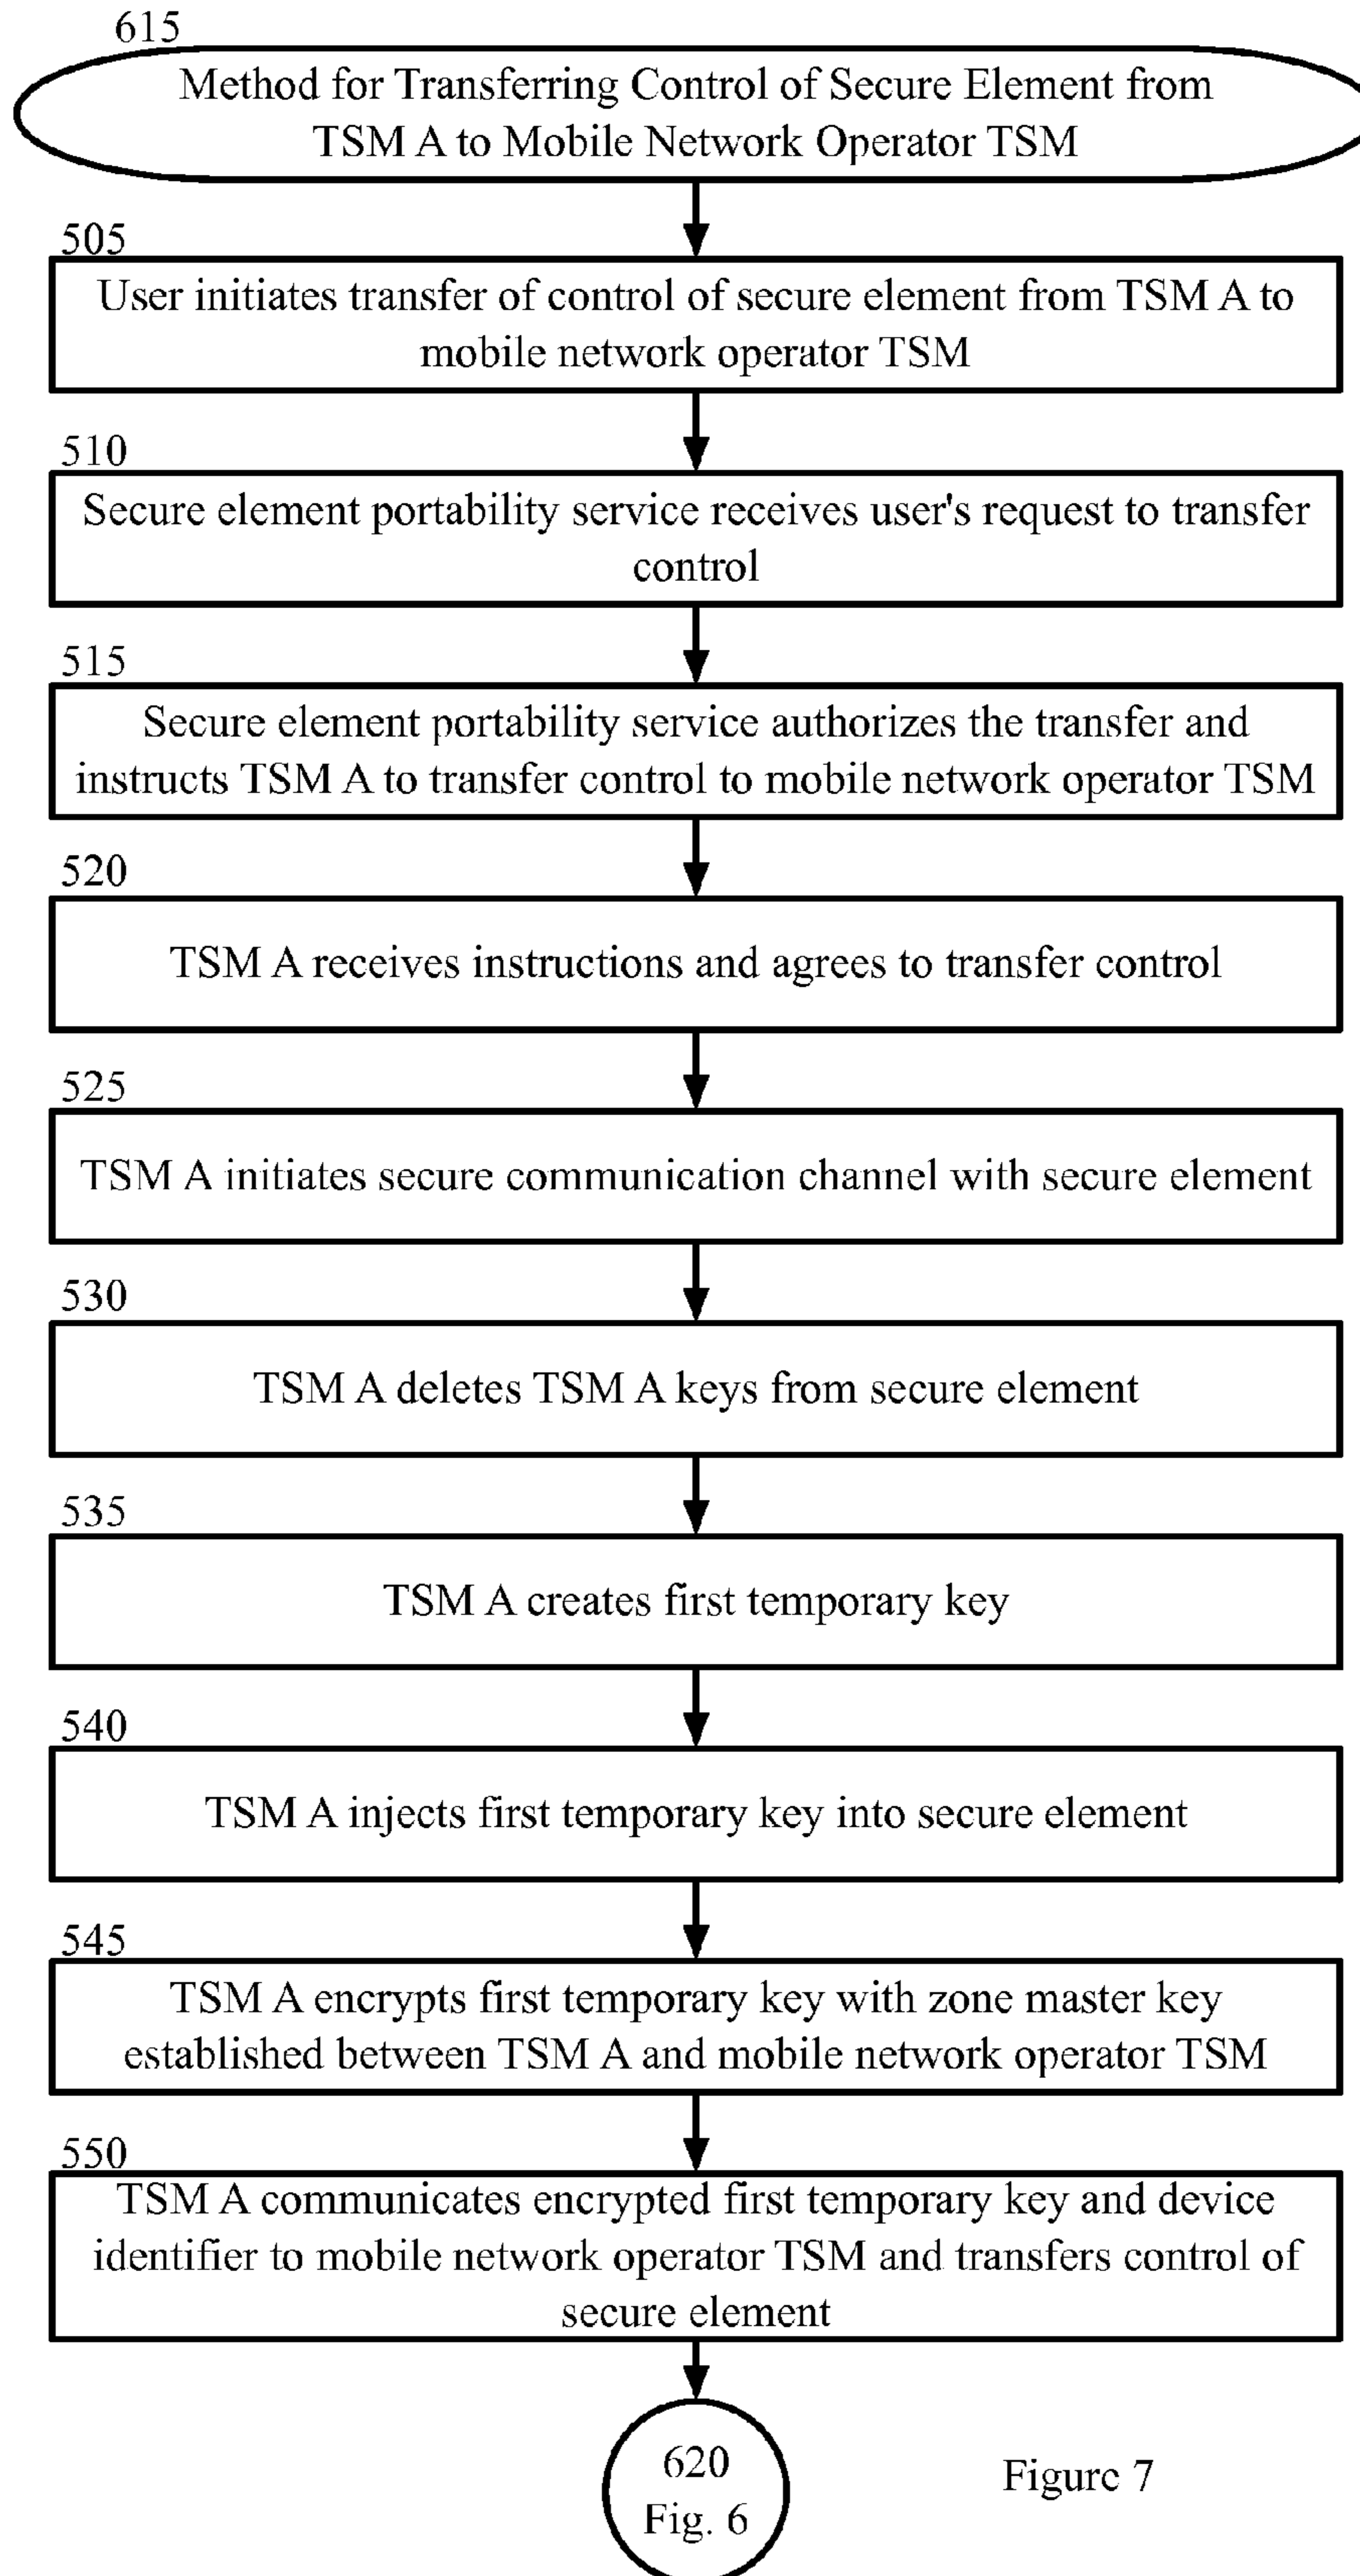 615
Method for Transferring Control of Secure Element from
TSM A to Mobile Network Operator TSM
505
User initiates transfer of control of secure element from TSM A to
mobile network operator TSM
510
Secure element portability service receives user's request to transfer
control
515
Secure element portability service authorizes the transfer and
instructs TSM A to transfer control to mobile network operator TSM
520
TSM A receives instructions and agrees to transfer control
525
TSM A initiates secure communication channel with secure element
530
TSM A deletes TSM A keys from secure element
535
TSM A creates first temporary key
540
TSM A injects first temporary key into secure element
545
TSM A encrypts first temporary key with zone master key
established between TSM A and mobile network operator TSM
550
TSM A communicates encrypted first temporary key and device
identifier to mobile network operator TSM and transfers control of
secure element
620
Fig. 6
Figure 7